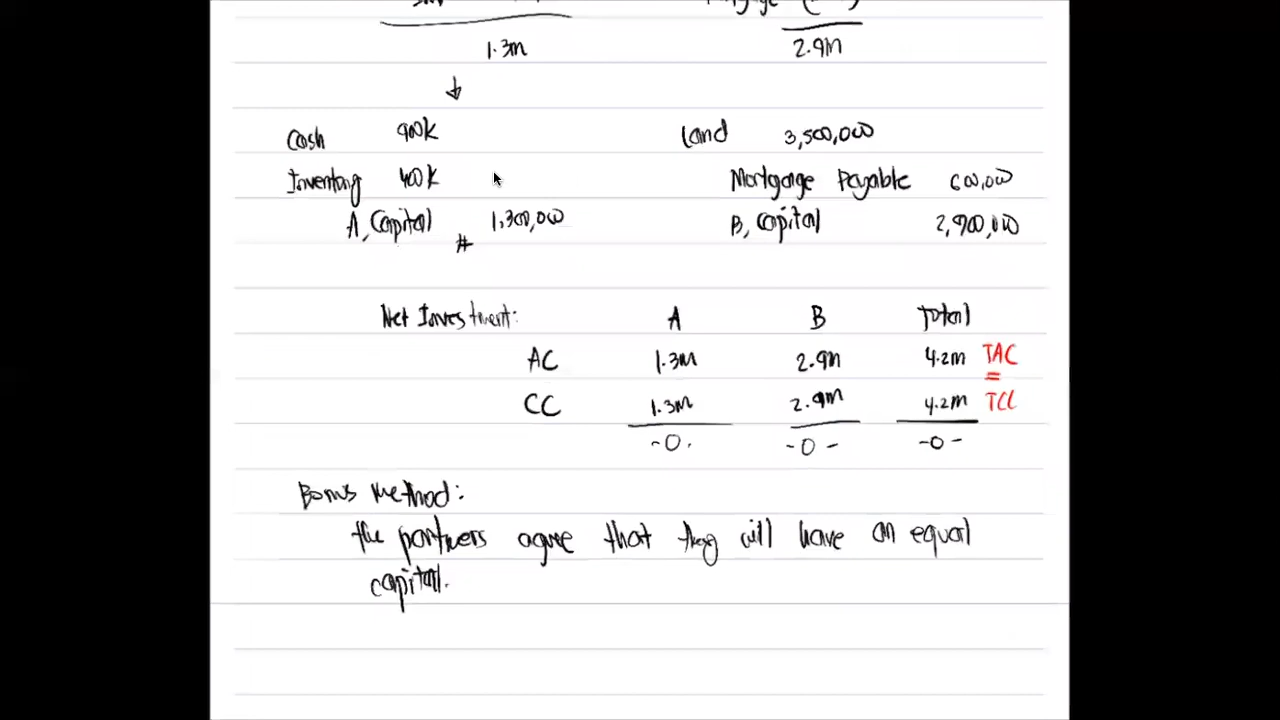 1.3m 2.9m
Cash 900k Land 3,500,000
Inventory 400k Mortgage Payable 600,000
A, Capital 1,300,000 B, Capital 2,900,000
#
Net Investment: A B Total
AC 1.3M 2.9M 4.2M TAC
=
CC 1.3M 2.9M 4.2M TCC
-0- -0- -0-
Bonus Method:
the partners agree that they will have an equal
capital.